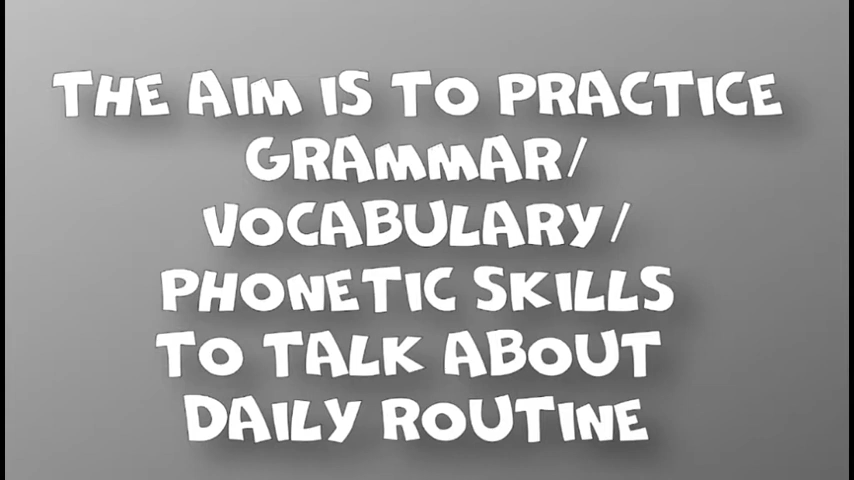 THE AIM IS TO PRACTICE
GRAMMAR/
VOCABULARY/
PHONETIC SKILLS
TO TALK ABOUT
DAILY ROUTINE